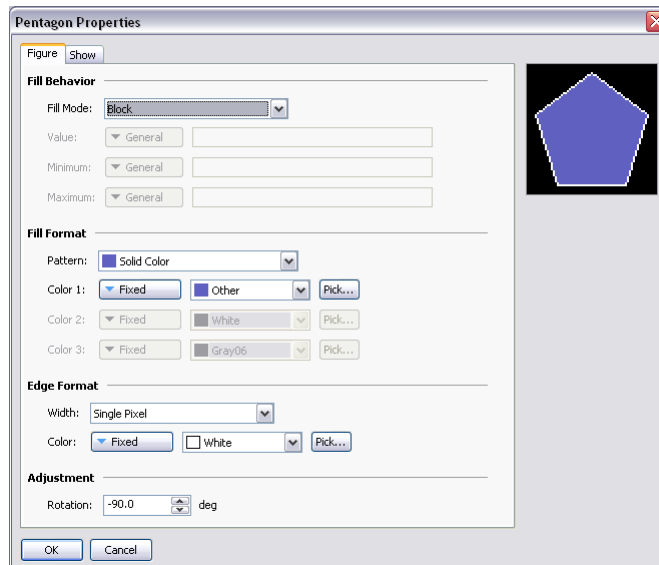 Pentagon Properties
Figure Show
Fill Behavior
Fill Mode: Block
Value: General
Minimum: General
Maximum: General
Fill Format
Pattern: Solid Color
Color 1: Fixed Other Pick...
Color 2: Fixed White Pick...
Color 3: Fixed Gray06 Pick...
Edge Format
Width: Single Pixel
Color: Fixed White Pick...
Adjustment
Rotation: -90.0 deg
OK Cancel